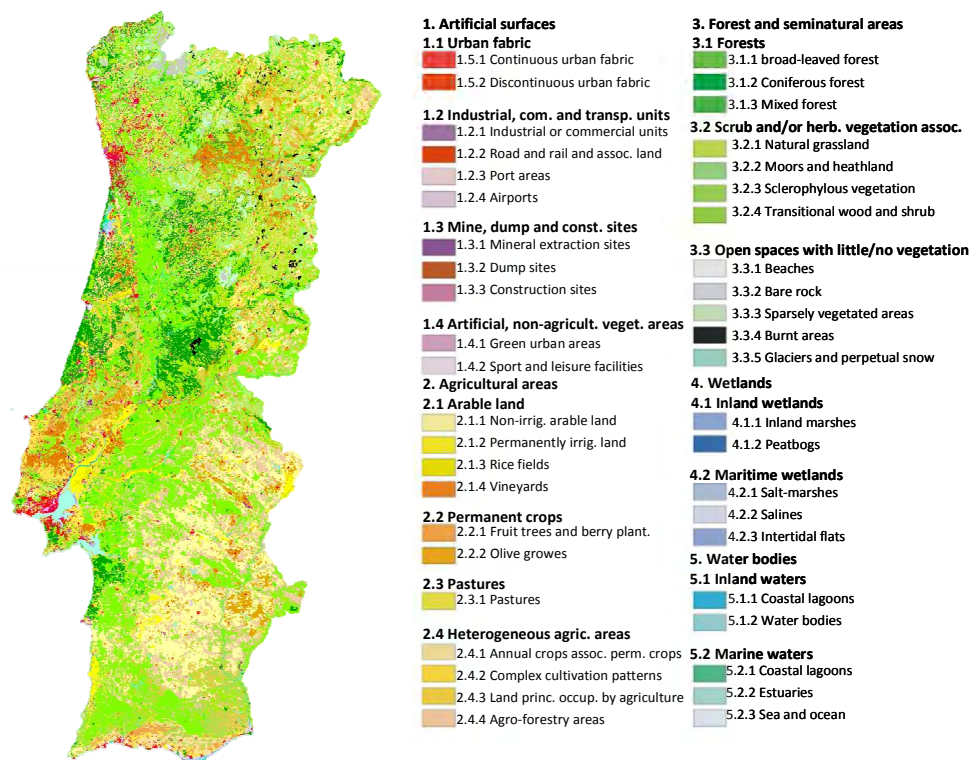 1. Artificial surfaces
1.1 Urban fabric
1.5.1 Continuous urban fabric
1.5.2 Discontinuous urban fabric
1.2 Industrial, com. and transp. units
1.2.1 Industrial or commercial units
1.2.2 Road and rail and assoc. land
1.2.3 Port areas
1.2.4 Airports
1.3 Mine, dump and const. sites
1.3.1 Mineral extraction sites
1.3.2 Dump sites
1.3.3 Construction sites
1.4 Artificial, non-agricult. veget. areas
1.4.1 Green urban areas
1.4.2 Sport and leisure facilities
2. Agricultural areas
2.1 Arable land
2.1.1 Non-irrig. arable land
2.1.2 Permanently irrig. land
2.1.3 Rice fields
2.1.4 Vineyards
2.2 Permanent crops
2.2.1 Fruit trees and berry plant.
2.2.2 Olive growes
2.3 Pastures
2.3.1 Pastures
2.4 Heterogeneous agric. areas
2.4.1 Annual crops assoc. perm. crops
2.4.2 Complex cultivation patterns
2.4.3 Land princ. occup. by agriculture
2.4.4 Agro-forestry areas
3. Forest and seminatural areas
3.1 Forests
3.1.1 broad-leaved forest
3.1.2 Coniferous forest
3.1.3 Mixed forest
3.2 Scrub and/or herb. vegetation assoc.
3.2.1 Natural grassland
3.2.2 Moors and heathland
3.2.3 Sclerophylous vegetation
3.2.4 Transitional wood and shrub
3.3 Open spaces with little/no vegetation
3.3.1 Beaches
3.3.2 Bare rock
3.3.3 Sparsely vegetated areas
3.3.4 Burnt areas
3.3.5 Glaciers and perpetual snow
4. Wetlands
4.1 Inland wetlands
4.1.1 Inland marshes
4.1.2 Peatbogs
4.2 Maritime wetlands
4.2.1 Salt-marshes
4.2.2 Salines
4.2.3 Intertidal flats
5. Water bodies
5.1 Inland waters
5.1.1 Coastal lagoons
5.1.2 Water bodies
5.2 Marine waters
5.2.1 Coastal lagoons
5.2.2 Estuaries
5.2.3 Sea and ocean